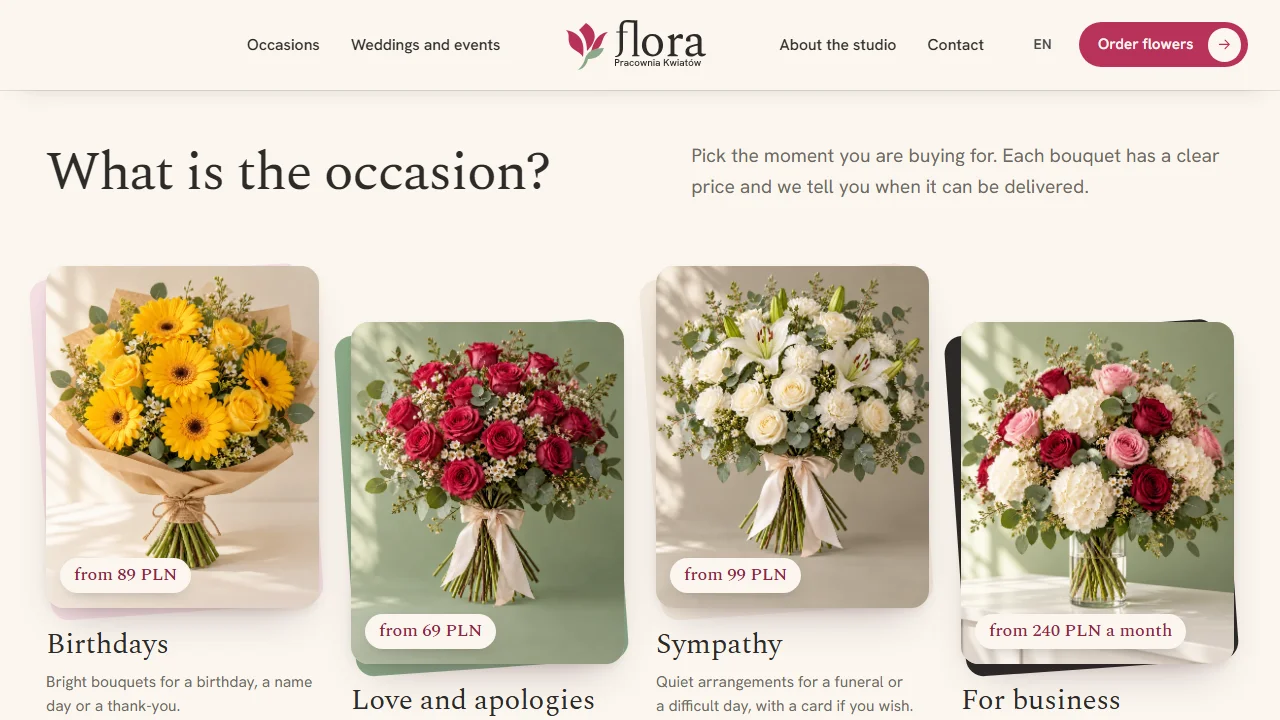 Occasions
Weddings and events
flora
Pracownia Kwiatów
About the studio
Contact
EN
Order flowers
What is the occasion?
Pick the moment you are buying for. Each bouquet has a clear
price and we tell you when it can be delivered.
from 89 PLN
Birthdays
Bright bouquets for a birthday, a name
day or a thank-you.
from 69 PLN
Love and apologies
from 99 PLN
Sympathy
Quiet arrangements for a funeral or
a difficult day, with a card if you wish.
from 240 PLN a month
For business